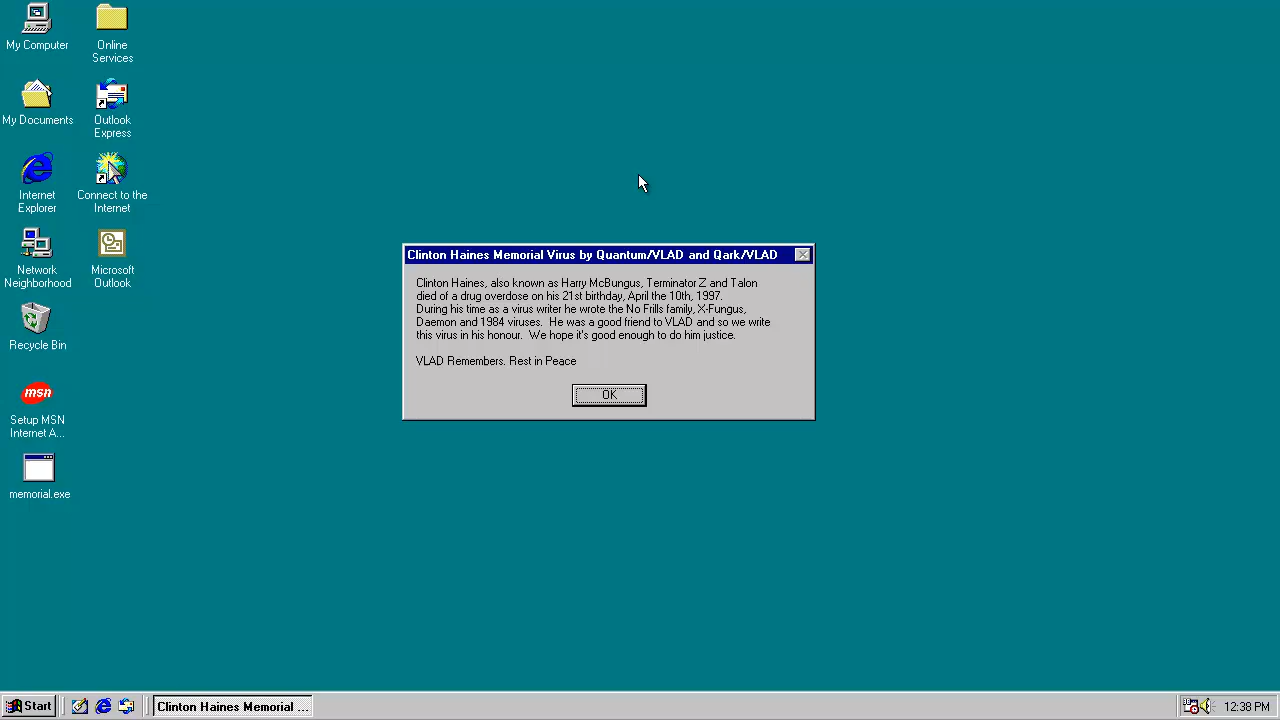 My Computer
Online
Services
My Documents
Outlook
Express
Internet
Explorer
Connect to the
Internet
Network
Neighborhood
Microsoft
Outlook
Recycle Bin
msn
Setup MSN
Internet A...
memorial.exe
Clinton Haines Memorial Virus by Quantum/VLAD and Qark/VLAD
Clinton Haines, also known as Harry McBungus, Terminator Z and Talon
died of a drug overdose on his 21st birthday, April the 10th, 1997.
During his time as a virus writer he wrote the No Frills family, X-Fungus,
Daemon and 1984 viruses.  He was a good friend to VLAD and so we write
this virus in his honour.  We hope it's good enough to do him justice.
VLAD Remembers. Rest in Peace
OK
Start
Clinton Haines Memorial ...
12:38 PM